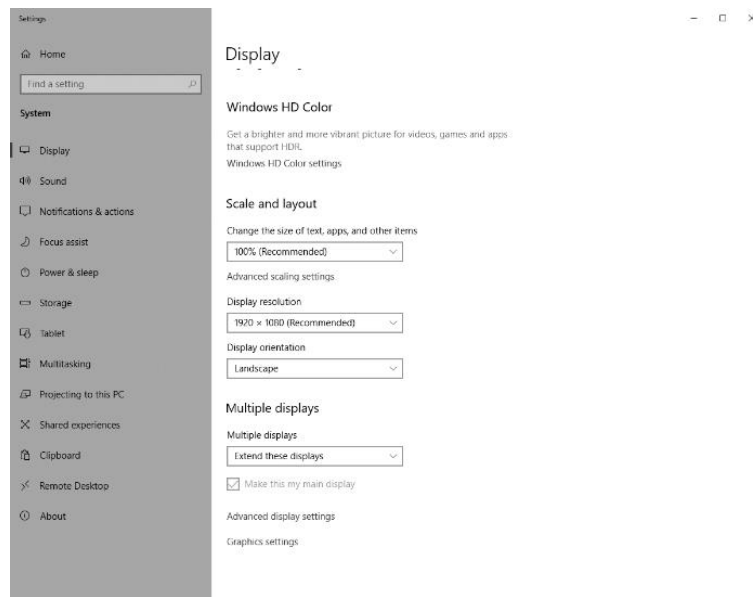 Settings
Home
Find a setting
System
Display
Sound
Notifications & actions
Focus assist
Power & sleep
Storage
Tablet
Multitasking
Projecting to this PC
Shared experiences
Clipboard
Remote Desktop
About
Display
Windows HD Color
Get a brighter and more vibrant picture for videos, games and apps
that support HDR.
Windows HD Color settings
Scale and layout
Change the size of text, apps, and other items
100% (Recommended)
Advanced scaling settings
Display resolution
1920 × 1080 (Recommended)
Display orientation
Landscape
Multiple displays
Multiple displays
Extend these displays
Make this my main display
Advanced display settings
Graphics settings